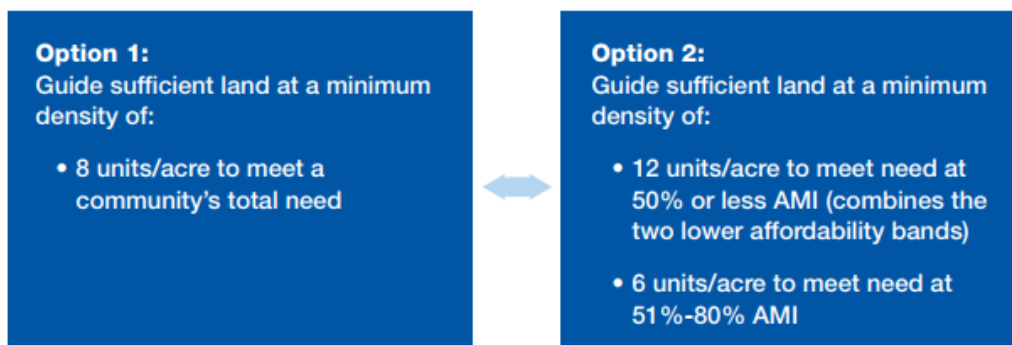 Option 1:
Guide sufficient land at a minimum
density of:
• 8 units/acre to meet a
community’s total need
Option 2:
Guide sufficient land at a minimum
density of:
• 12 units/acre to meet need at
50% or less AMI (combines the
two lower affordability bands)
• 6 units/acre to meet need at
51%-80% AMI